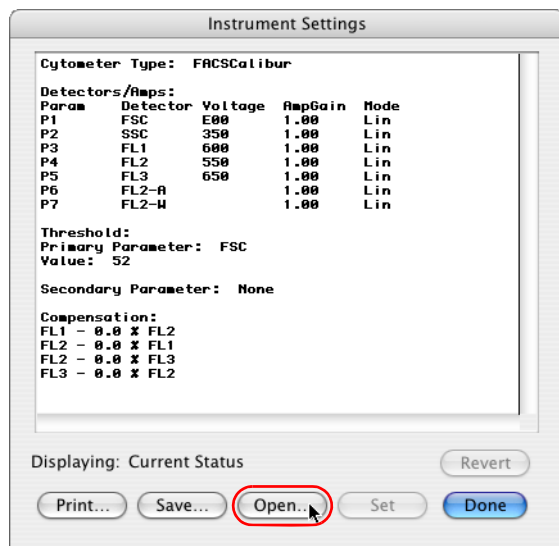 Instrument Settings
Cytometer Type: FACSCalibur
Detectors/Amps:
Param Detector Voltage AmpGain Mode
P1 FSC E00 1.00 Lin
P2 SSC 350 1.00 Lin
P3 FL1 600 1.00 Lin
P4 FL2 550 1.00 Lin
P5 FL3 650 1.00 Lin
P6 FL2-A 1.00 Lin
P7 FL2-W 1.00 Lin
Threshold:
Primary Parameter: FSC
Value: 52
Secondary Parameter: None
Compensation:
FL1 - 0.0 % FL2
FL2 - 0.0 % FL1
FL2 - 0.0 % FL3
FL3 - 0.0 % FL2
Displaying: Current Status
Revert
Print... Save... Open... Set Done